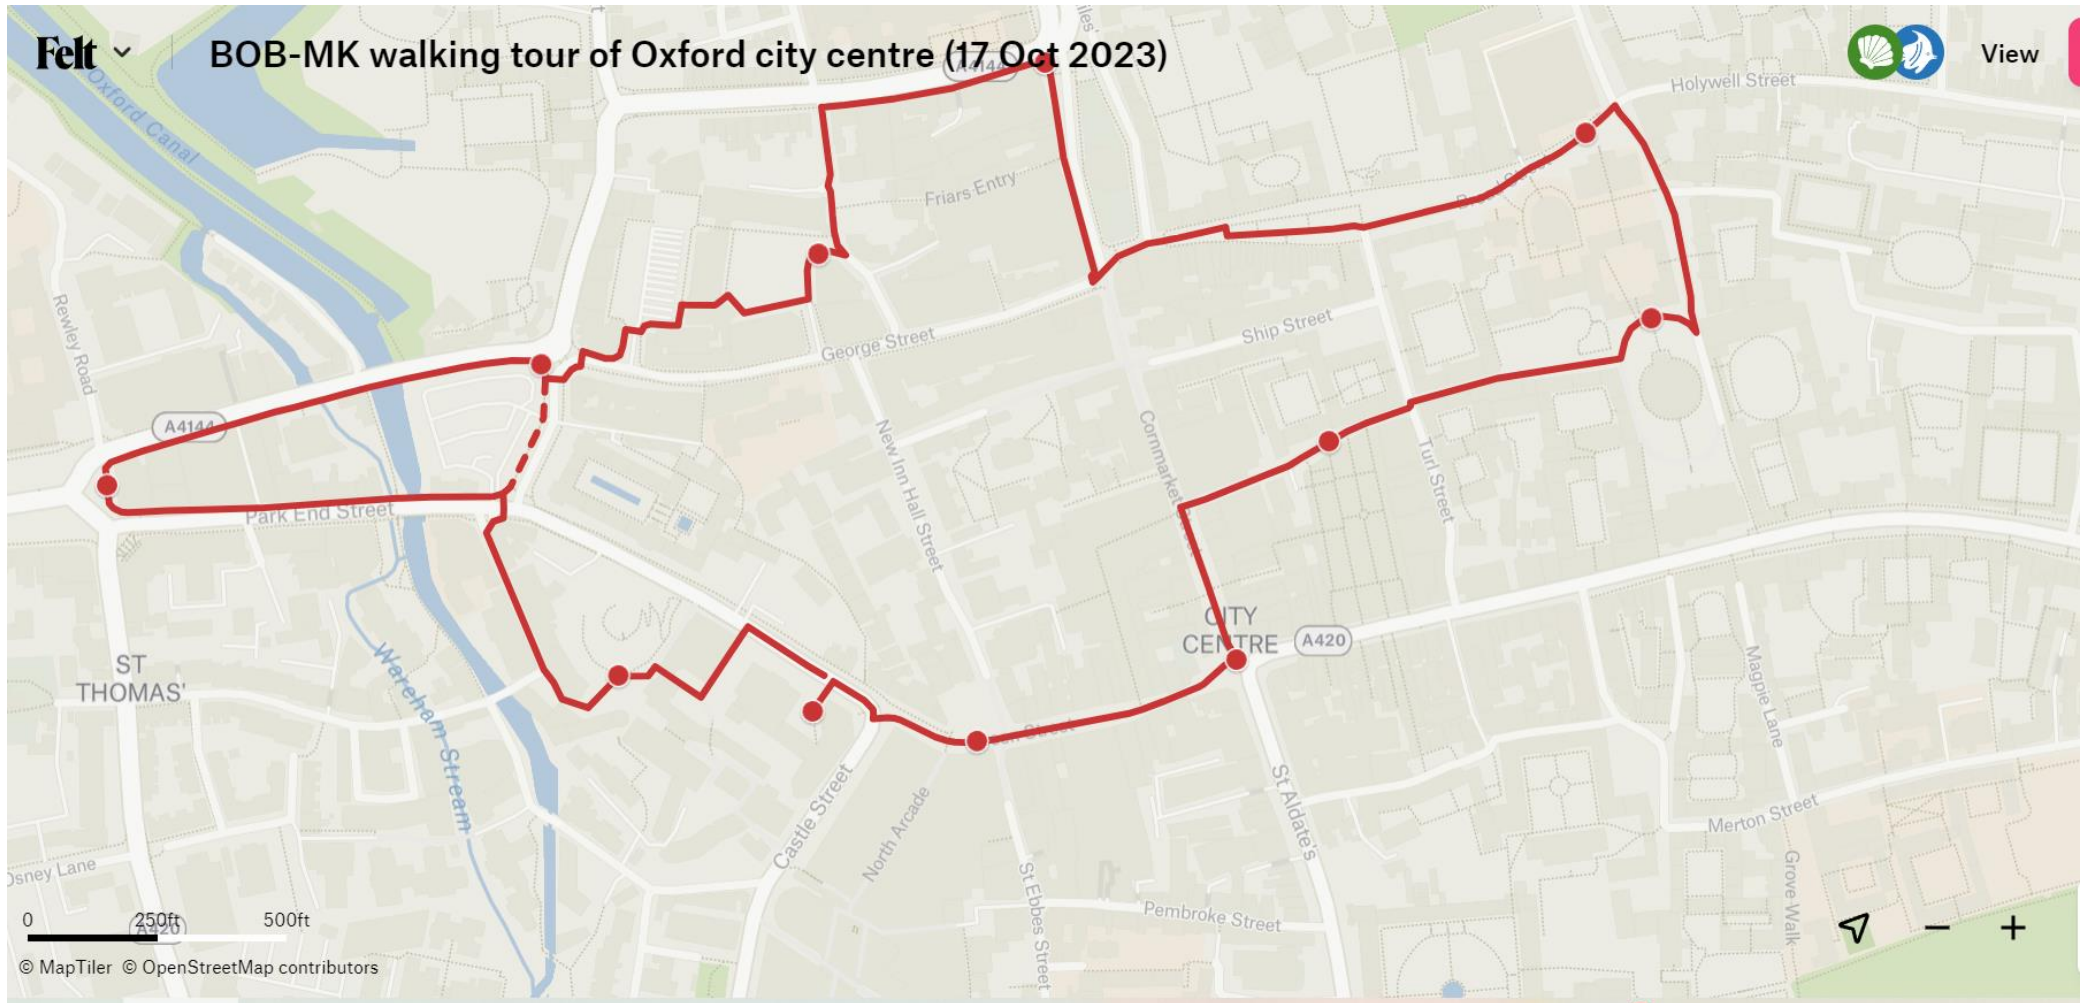 Felt
BOB-MK walking tour of Oxford city centre (17 Oct 2023)
View
A4144
Holywell Street
Oxford Canal
Friars Entry
Rewley Road
Ship Street
George Street
A4144
Cornmarket Street
New Inn Hall Street
Turl Street
Park End Street
CITY
CENTRE
A420
ST
THOMAS'
Wareham Stream
Magpie Lane
Castle Street
North Arcade
St Aldate's
Merton Street
St Ebbes Street
Pembroke Street
Grove Walk
Osney Lane
0 250ft 500ft
A420
© MapTiler © OpenStreetMap contributors